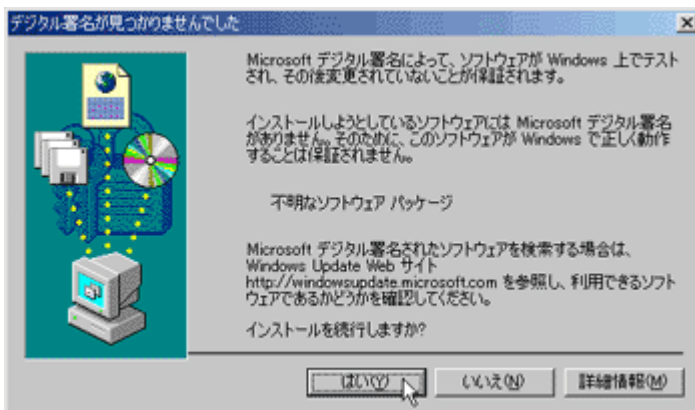 デジタル署名が見つかりませんでした
Microsoft デジタル署名によって、ソフトウェアが Windows 上でテスト
され、その後変更されていないことが保証されます。
インストールしようとしているソフトウェアには Microsoft デジタル署名
がありません。そのために、このソフトウェアが Windows で正しく動作
することは保証されません。
不明なソフトウェア パッケージ
Microsoft デジタル署名されたソフトウェアを検索する場合は、
Windows Update Web サイト
http://windowsupdate.microsoft.com を参照し、利用できるソフト
ウェアであるかどうかを確認してください。
インストールを続行しますか?
はい(Y) いいえ(N) 詳細情報(M)